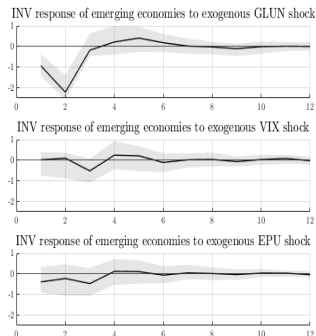 INV response of emerging economies to exogenous GLUN shock
1
0
-1
-2
0 2 4 6 8 10 12
INV response of emerging economies to exogenous VIX shock
1
0
-1
-2
0 2 4 6 8 10 12
INV response of emerging economies to exogenous EPU shock
1
0
-1
-2
0 2 4 6 8 10 12